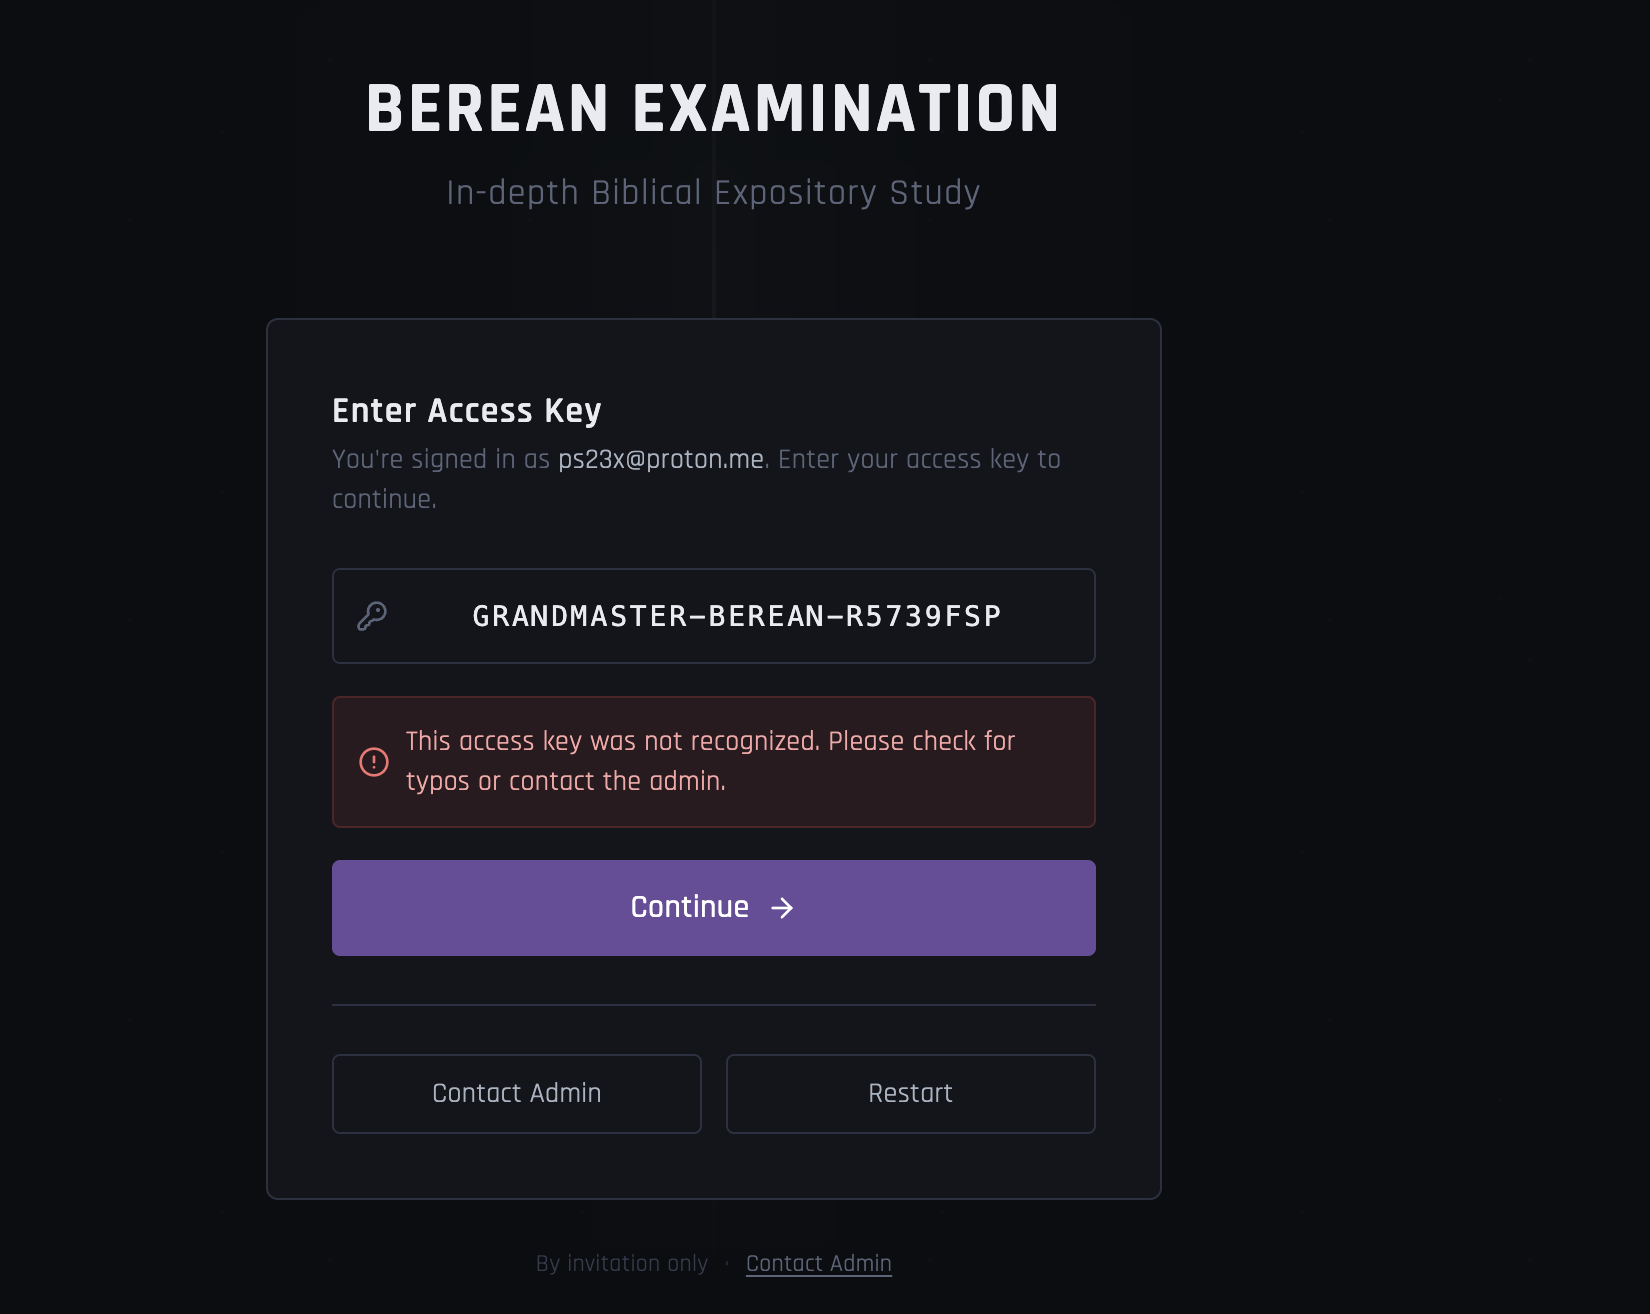 BEREAN EXAMINATION
In-depth Biblical Expository Study
Enter Access Key
You're signed in as ps23x@proton.me. Enter your access key to
continue.
GRANDMASTER–BEREAN–R5739FSP
This access key was not recognized. Please check for
typos or contact the admin.
Continue →
Contact Admin
Restart
By invitation only · Contact Admin